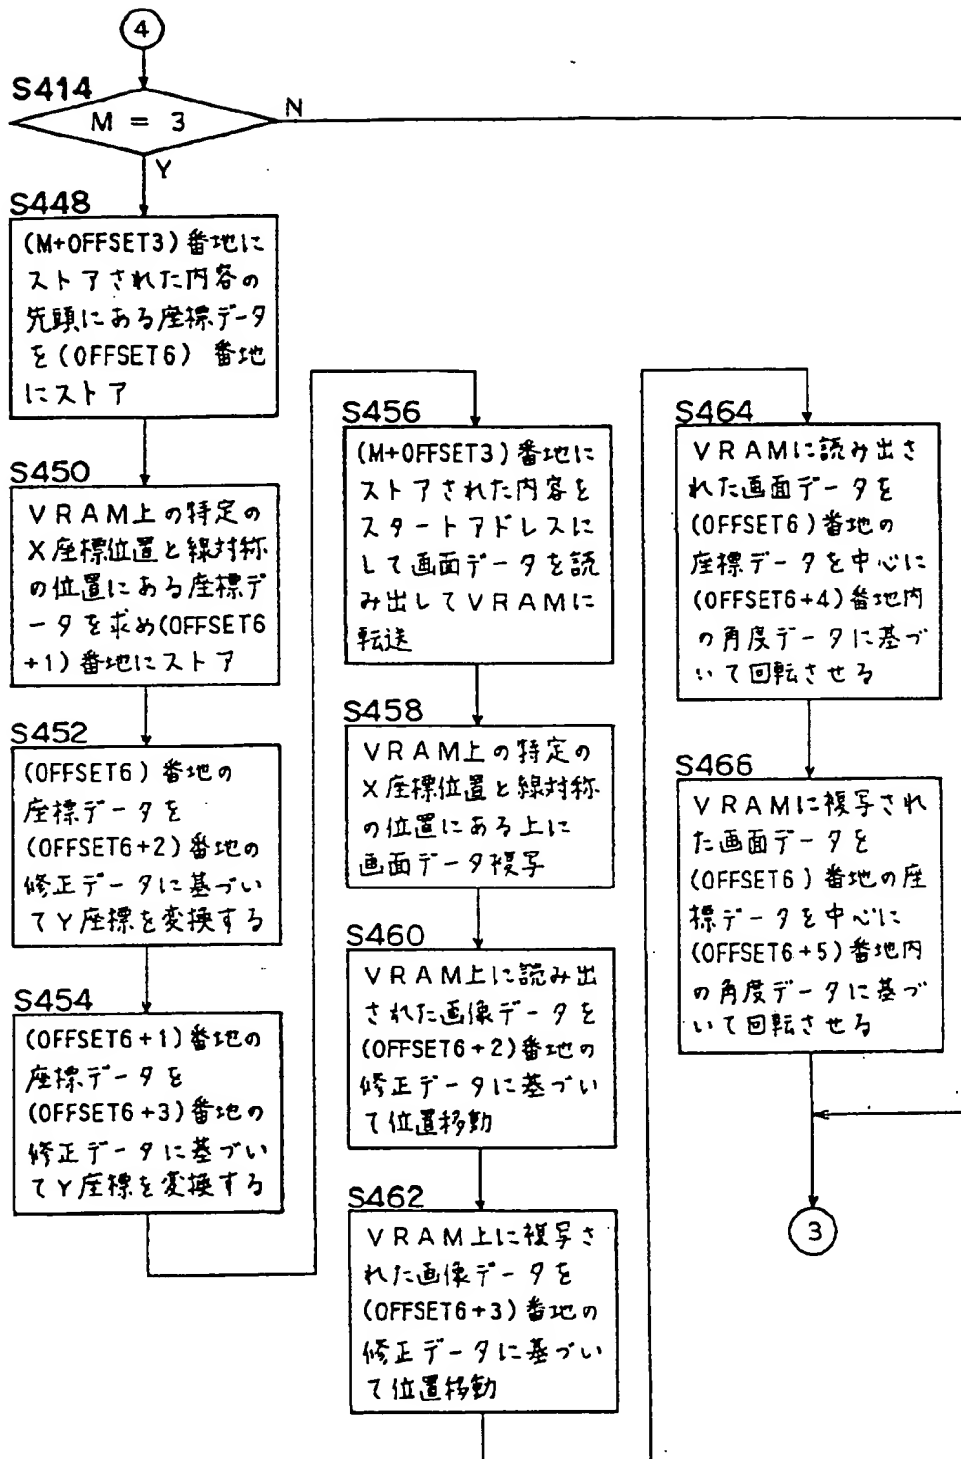 4
S414
M = 3
N
Y
S448
(M+OFFSET3)番地に
ストアされた内容の
先頭にある座標データ
を(OFFSET6) 番地
にストア
S450
VRAM上の特定の
X座標位置と線対称
の位置にある座標デ
ータを求め(OFFSET6
+1)番地にストア
S452
(OFFSET6)番地の
座標データを
(OFFSET6+2)番地の
修正データに基づい
てY座標を変換する
S454
(OFFSET6+1)番地の
座標データを
(OFFSET6+3)番地の
修正データに基づい
てY座標を変換する
S456
(M+OFFSET3)番地に
ストアされた内容を
スタートアドレスに
して画面データを読
み出してVRAMに
転送
S458
VRAM上の特定の
X座標位置と線対称
の位置にある上に
画面データ複写
S460
VRAM上に読み出
された画像データを
(OFFSET6+2)番地の
修正データに基づい
て位置移動
S462
VRAM上に複写さ
れた画像データを
(OFFSET6+3)番地の
修正データに基づい
て位置移動
S464
VRAMに読み出さ
れた画面データを
(OFFSET6)番地の
座標データを中心に
(OFFSET6+4)番地内
の角度データに基づ
いて回転させる
S466
VRAMに複写され
た画面データを
(OFFSET6)番地の座
標データを中心に
(OFFSET6+5)番地内
の角度データに基づ
いて回転させる
3